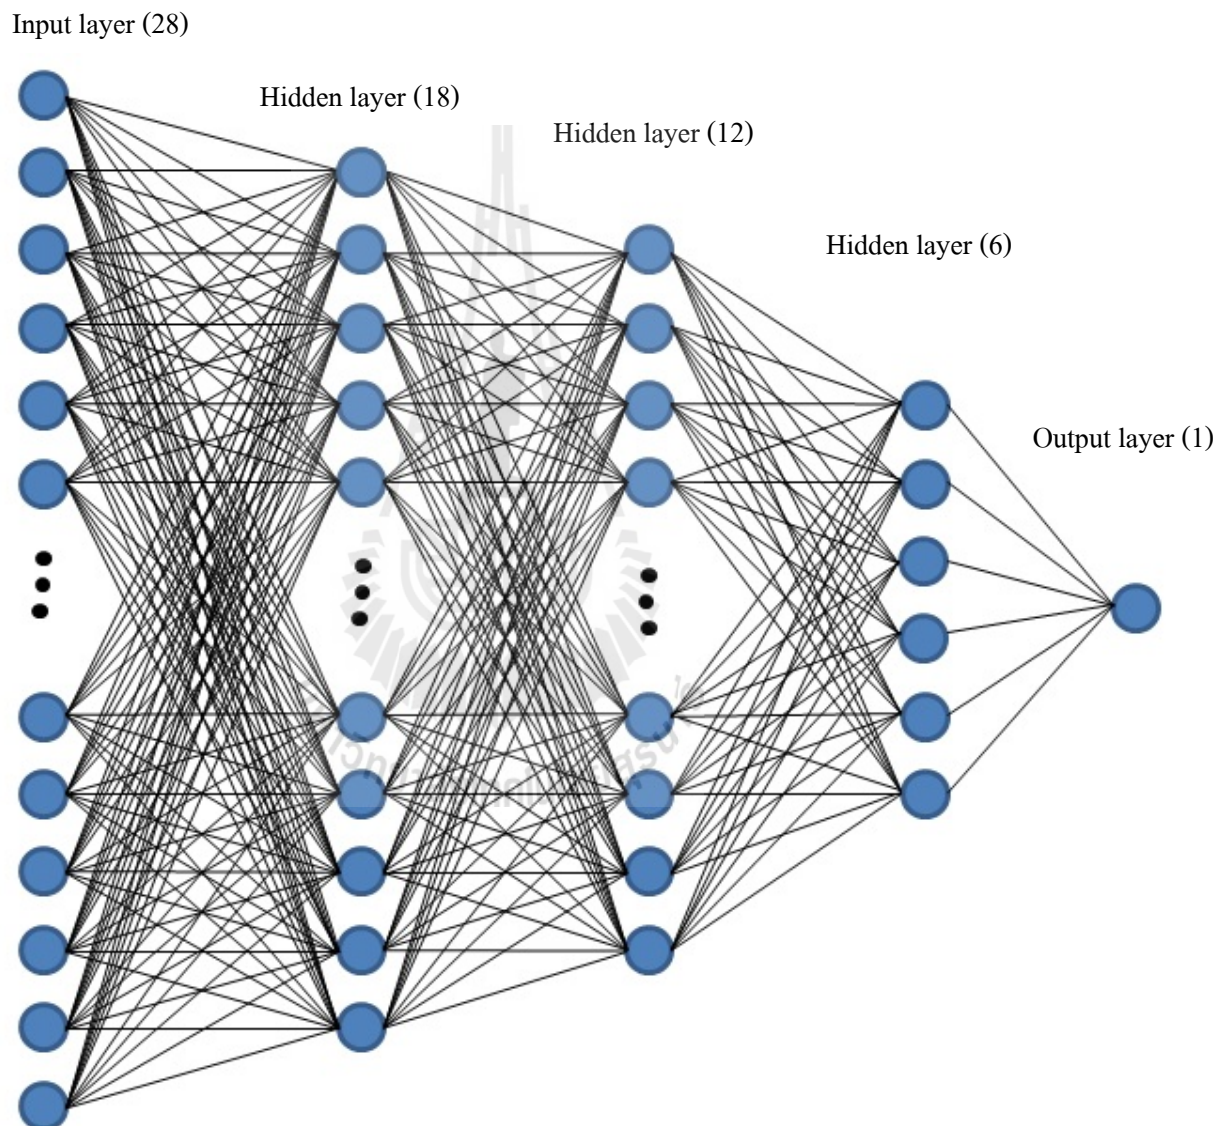 Input layer (28)
Hidden layer (18)
Hidden layer (12)
Hidden layer (6)
Output layer (1)